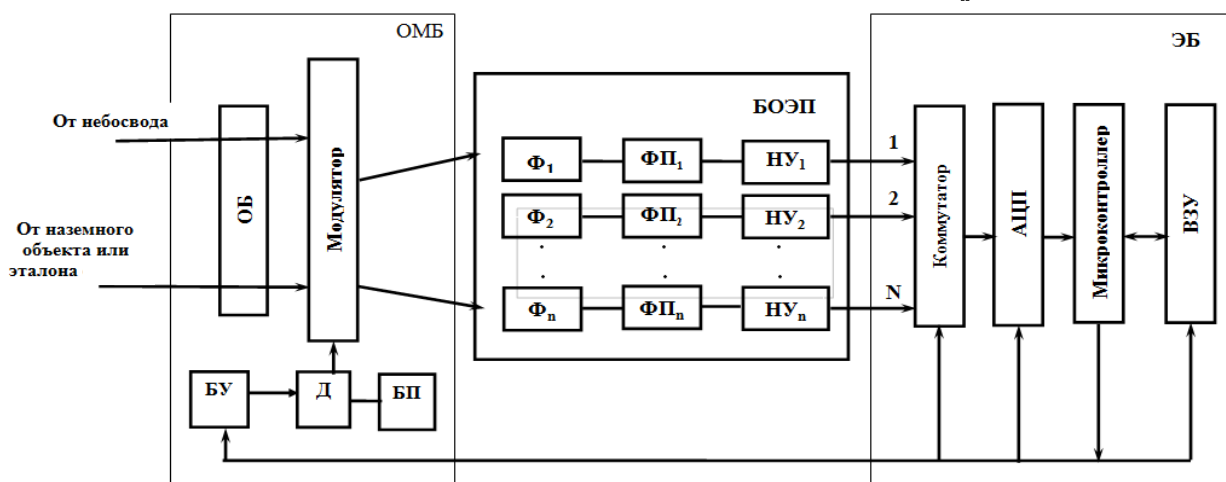 ОМБ
ЭБ
БОЭП
От небосвода
От наземного
объекта или
эталона
ОБ
Модулятор
Ф1 ФП1 НУ1
1
Ф2 ФП2 НУ2
2
. . .
. . .
Фn ФПn НУn
N
Коммутатор
АЦП
Микроконтроллер
ВЗУ
БУ
Д
БП